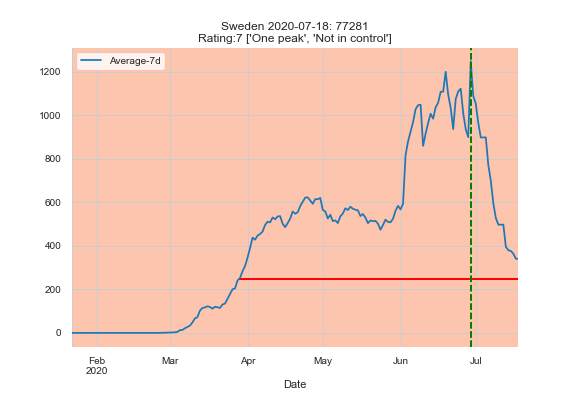 Sweden 2020-07-18: 77281
Rating:7 ['One peak', 'Not in control']
Average-7d
1200
1000
800
600
400
200
0
Feb
2020
Mar
Apr
May
Jun
Jul
Date